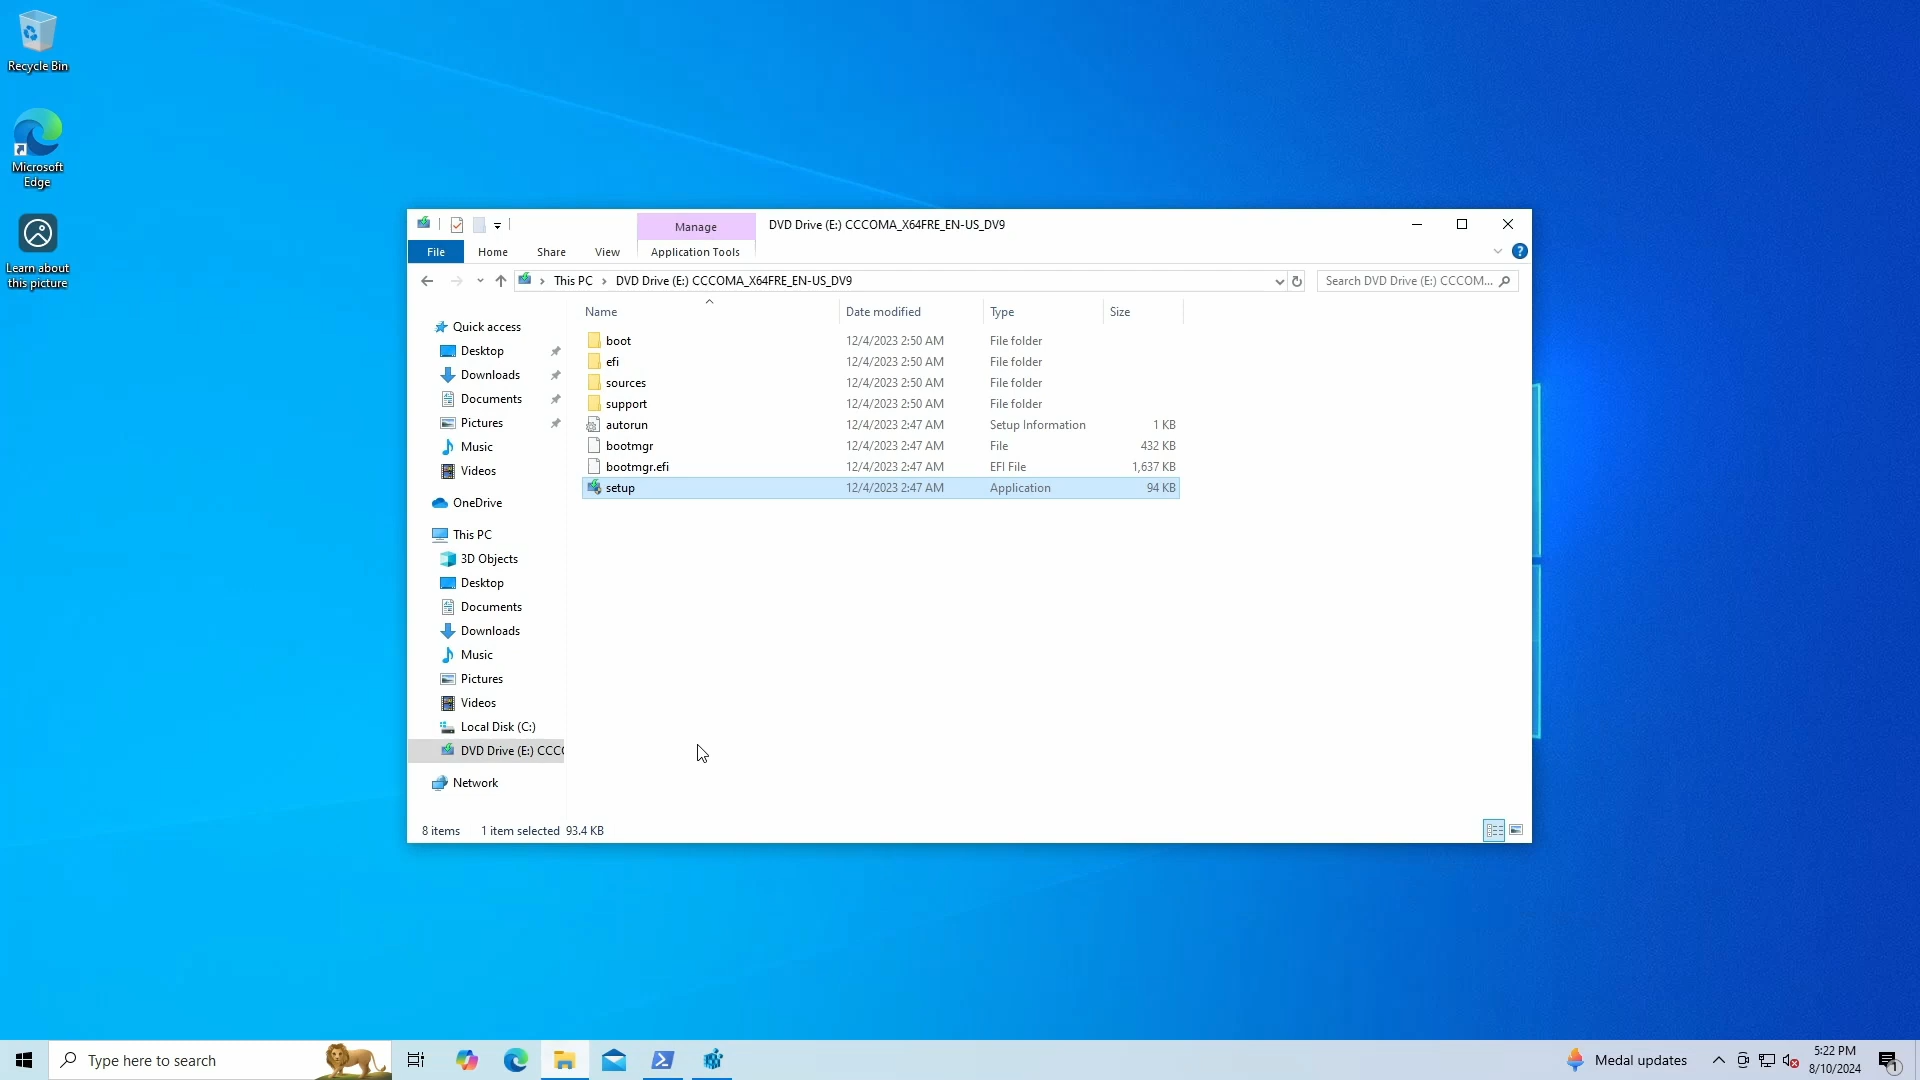 Recycle Bin
Microsoft
Edge
Learn about
this picture
Manage
DVD Drive (E:) CCCOMA_X64FRE_EN-US_DV9
File
Home
Share
View
Application Tools
This PC
DVD Drive (E:) CCCOMA_X64FRE_EN-US_DV9
Search DVD Drive (E:) CCCOM...
Name
Date modified
Type
Size
boot 12/4/2023 2:50 AM File folder
efi 12/4/2023 2:50 AM File folder
sources 12/4/2023 2:50 AM File folder
support 12/4/2023 2:50 AM File folder
autorun 12/4/2023 2:47 AM Setup Information 1 KB
bootmgr 12/4/2023 2:47 AM File 432 KB
bootmgr.efi 12/4/2023 2:47 AM EFI File 1,637 KB
setup 12/4/2023 2:47 AM Application 94 KB
Quick access
Desktop
Downloads
Documents
Pictures
Music
Videos
OneDrive
This PC
3D Objects
Desktop
Documents
Downloads
Music
Pictures
Videos
Local Disk (C:)
DVD Drive (E:) CCC
Network
8 items
1 item selected 93.4 KB
Type here to search
Medal updates
5:22 PM
8/10/2024
1